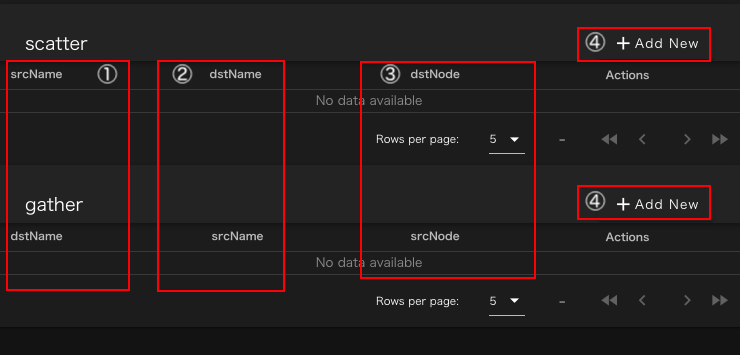 scatter
④ + Add New
srcName ① ② dstName ③ dstNode Actions
No data available
Rows per page: 5 -
gather
④ + Add New
dstName srcName srcNode Actions
No data available
Rows per page: 5 -